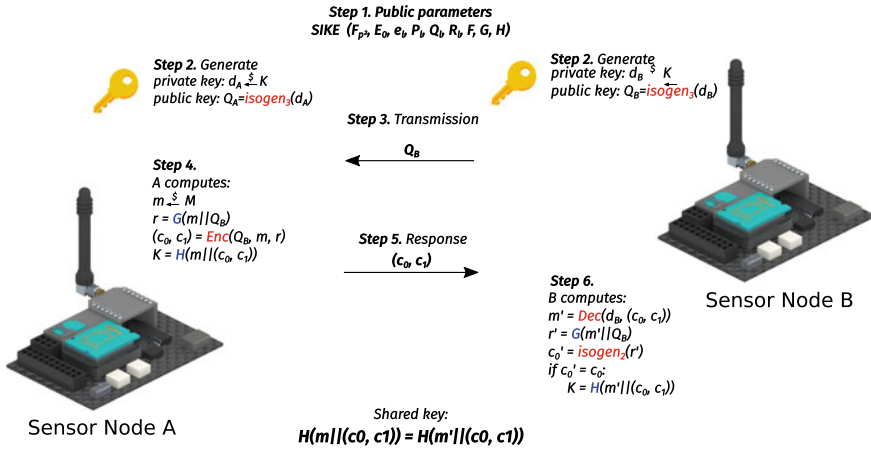 Step 1. Public parameters
SIKE (Fp², E0, el, Pl, Ql, Rl, F, G, H)
Step 2. Generate
private key: dA $← K
public key: QA=isogen3(dA)
Step 2. Generate
private key: dB $← K
public key: QB=isogen3(dB)
Step 3. Transmission
QB
Step 4.
A computes:
m $← M
r = G(m||QB)
(c0, c1) = Enc(QB, m, r)
K = H(m||(c0, c1))
Step 5. Response
(c0, c1)
Step 6.
B computes:
m' = Dec(dB, (c0, c1))
r' = G(m'||QB)
c0' = isogen2(r')
if c0' = c0:
K = H(m'||(c0, c1))
Sensor Node B
Sensor Node A
Shared key:
H(m||(c0, c1)) = H(m'||(c0, c1))